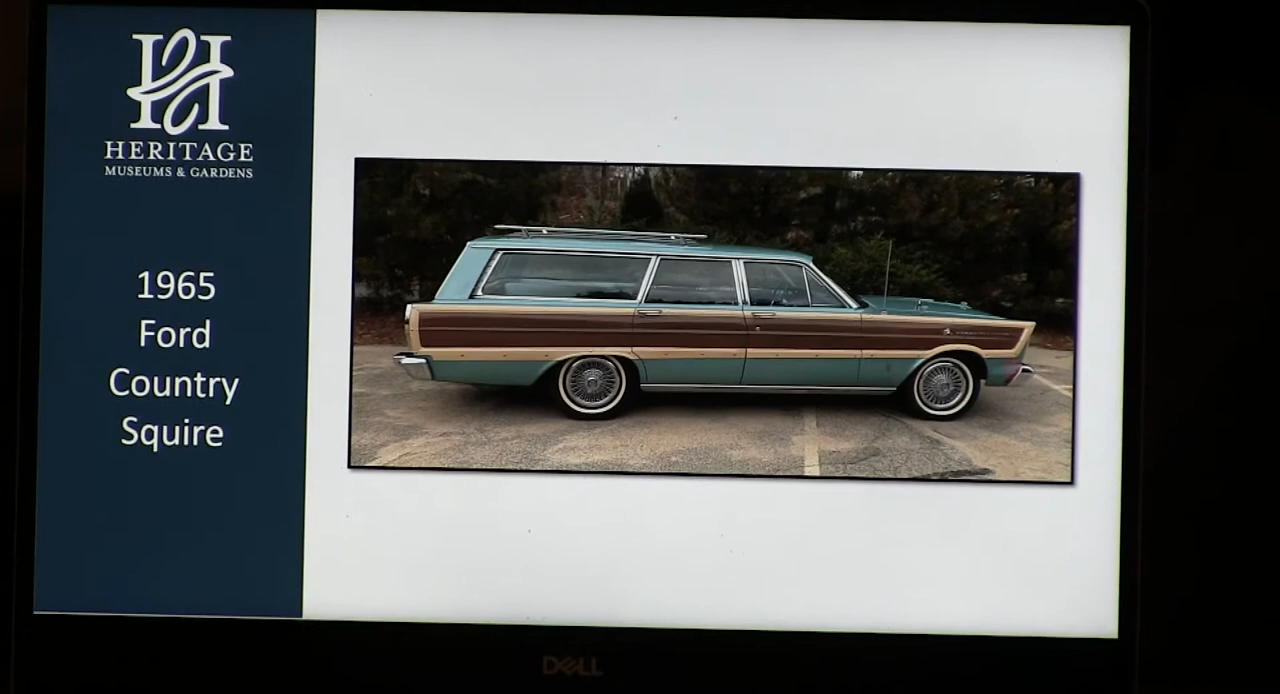 HERITAGE
MUSEUMS & GARDENS
1965
Ford
Country
Squire
DELL